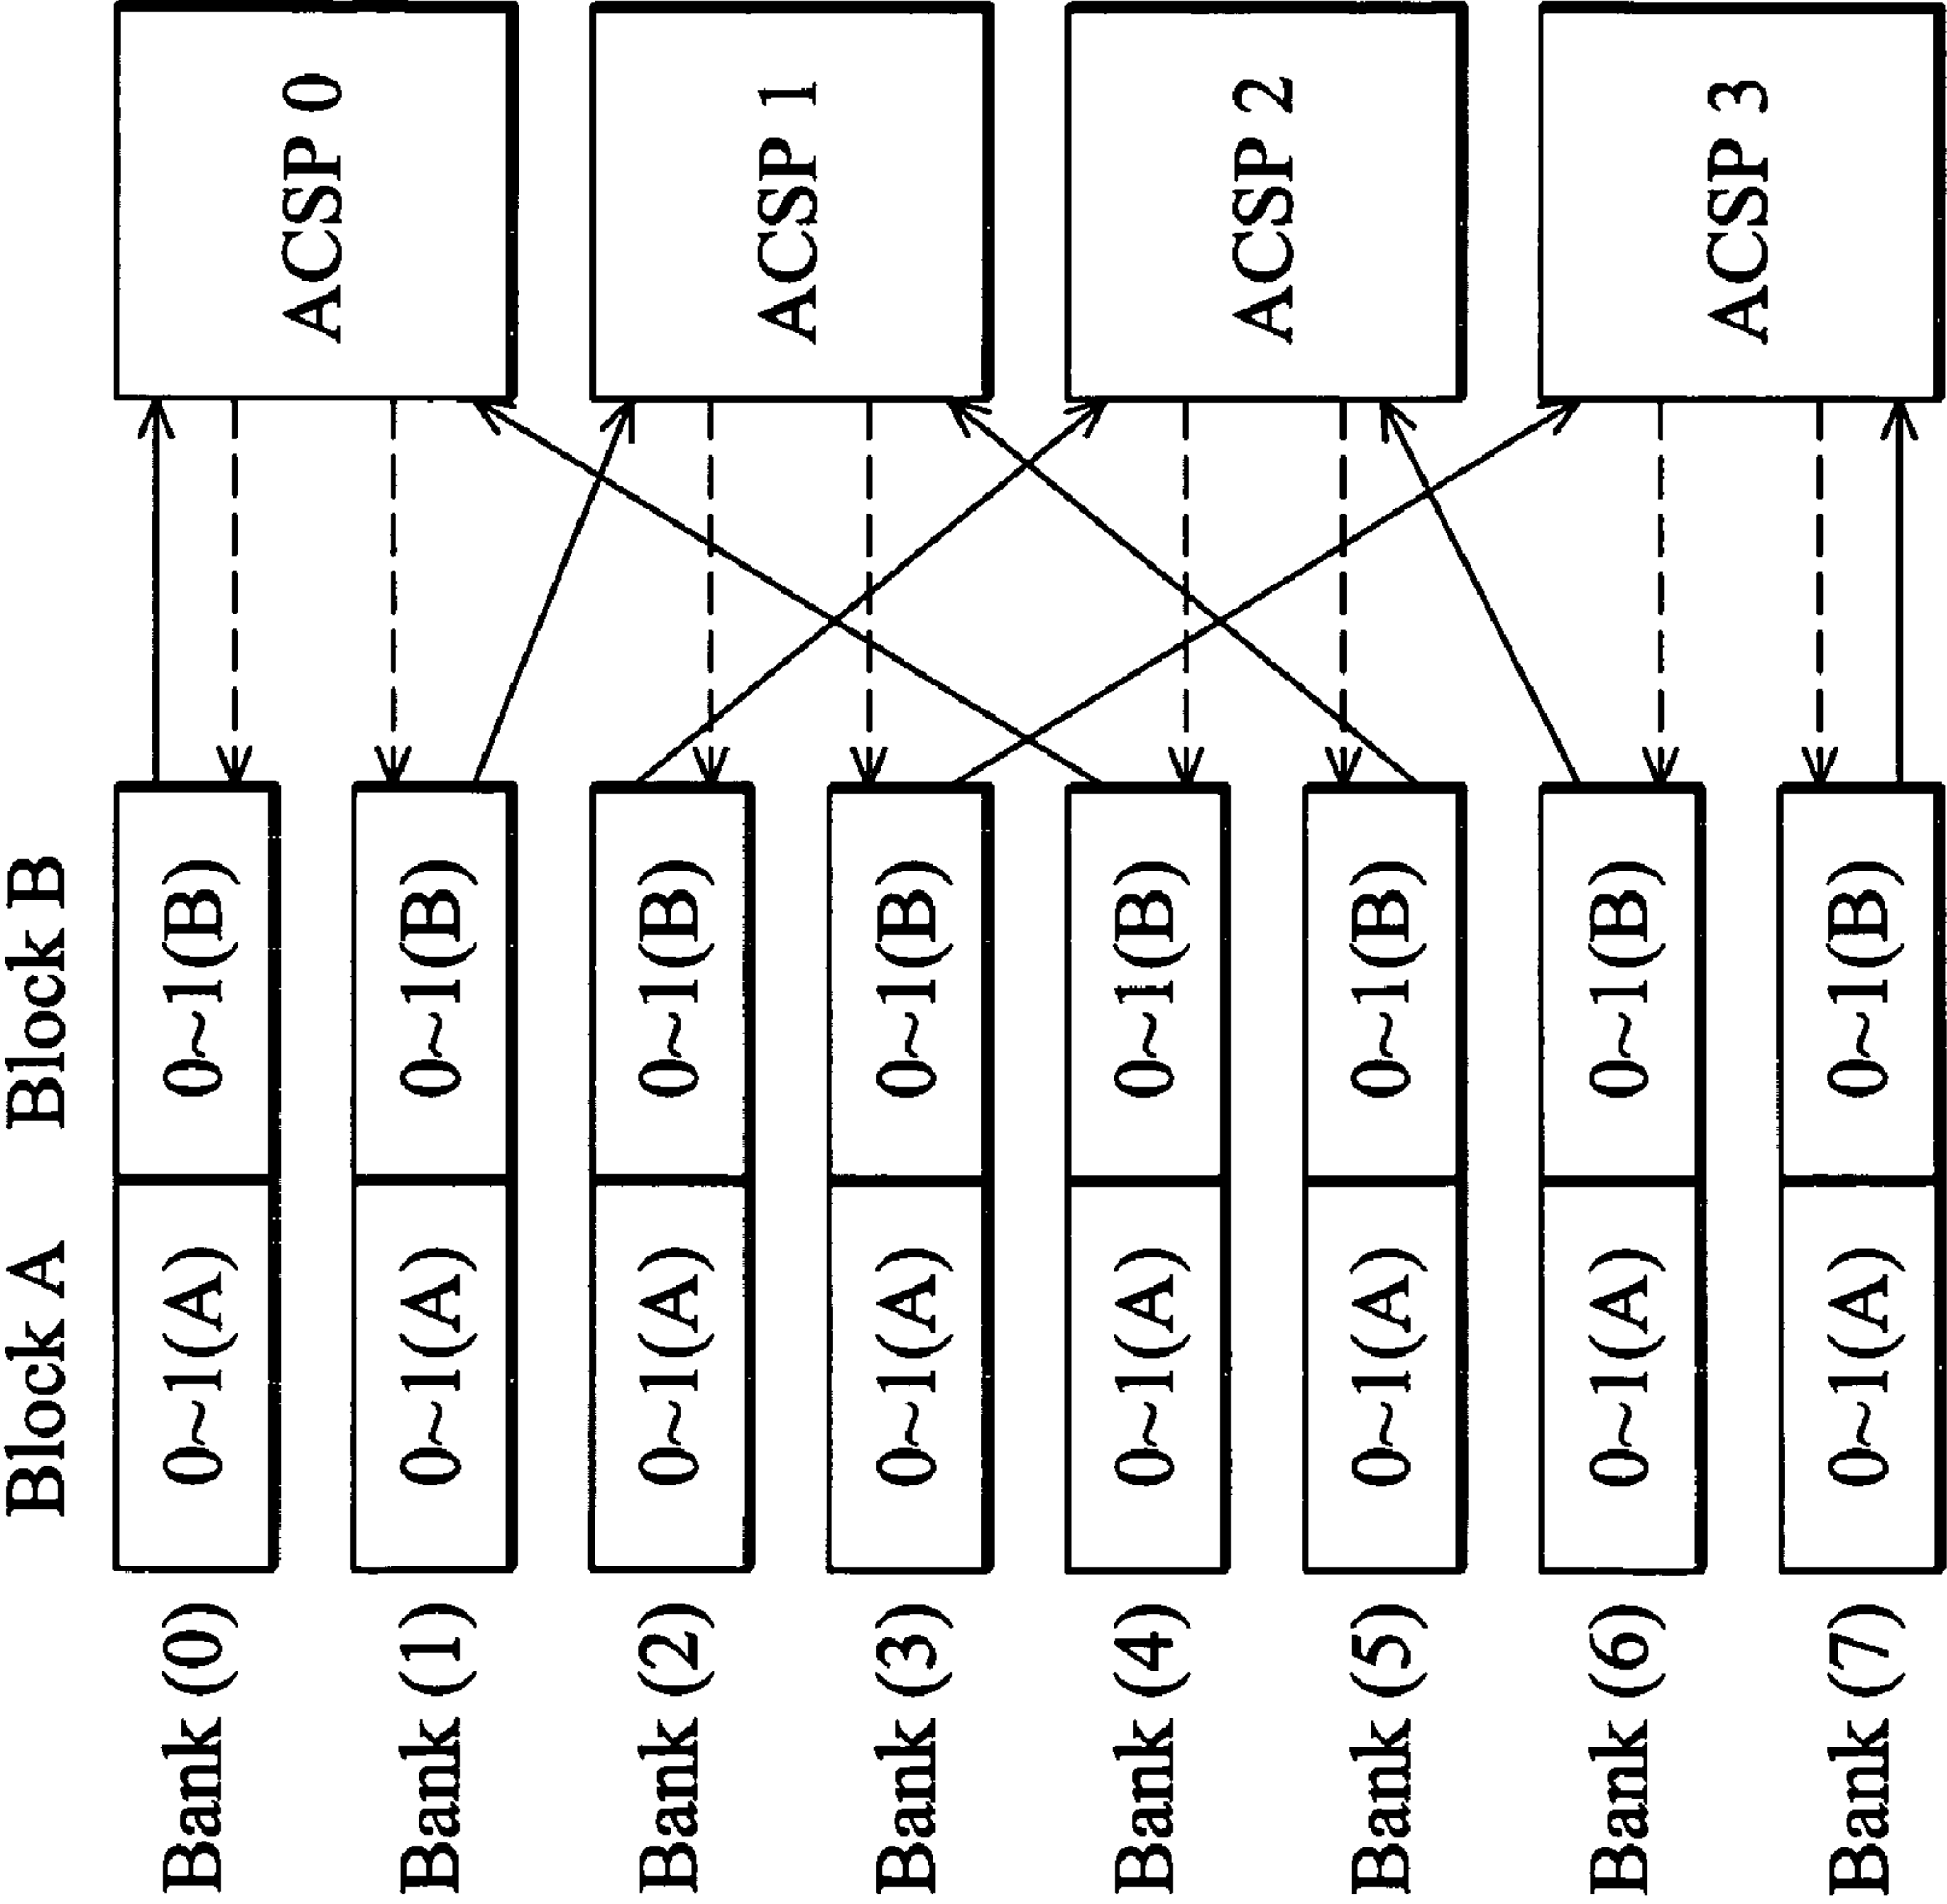 Block A Block B
Bank (0) 0~1(A) 0~1(B) ACSP 0
Bank (1) 0~1(A) 0~1(B)
Bank (2) 0~1(A) 0~1(B) ACSP 1
Bank (3) 0~1(A) 0~1(B)
Bank (4) 0~1(A) 0~1(B) ACSP 2
Bank (5) 0~1(A) 0~1(B)
Bank (6) 0~1(A) 0~1(B) ACSP 3
Bank (7) 0~1(A) 0~1(B)